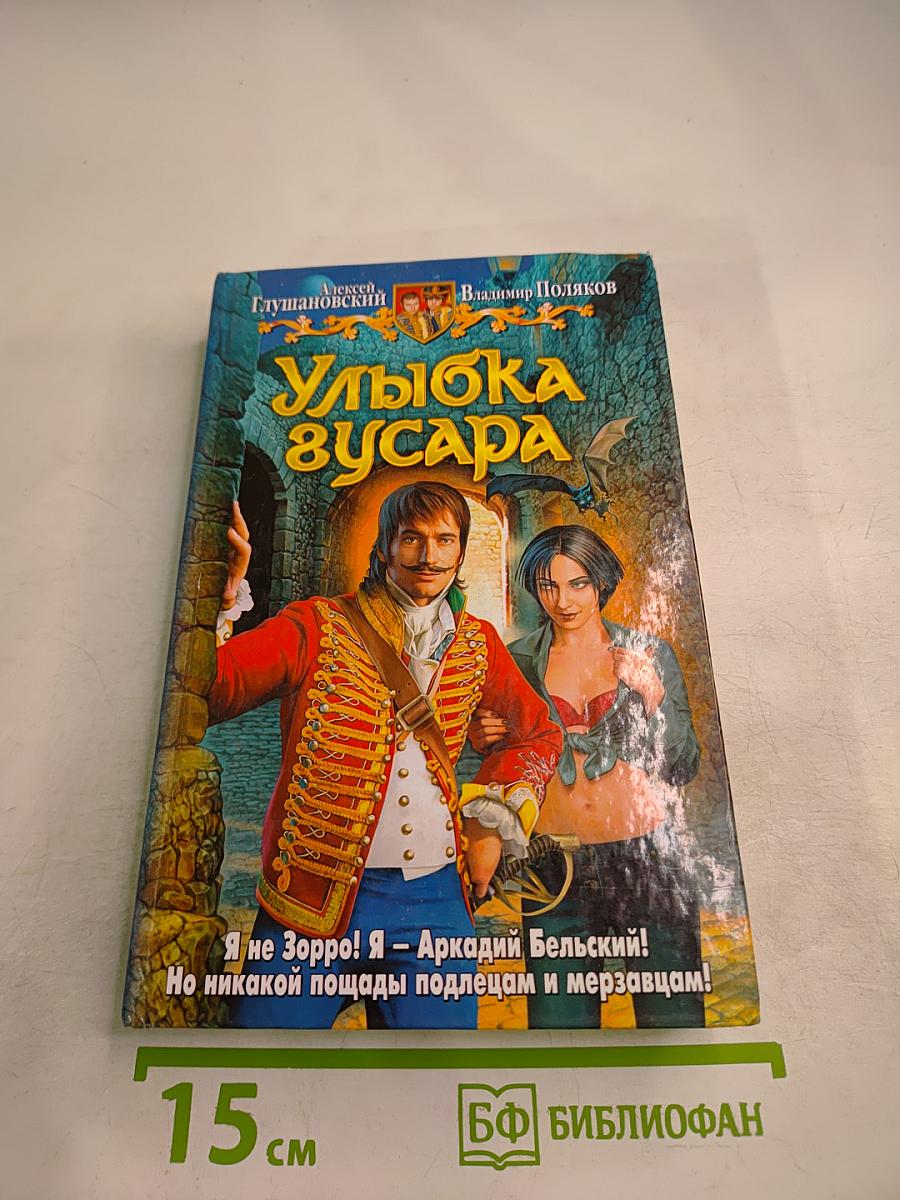 Алексей
Глушановский
Владимир Поляков
Улыбка
гусара
Я не Зорро! Я – Аркадий Бельский!
Но никакой пощады подлецам и мерзавцам!
15 см
БФ БИБЛИОФАН